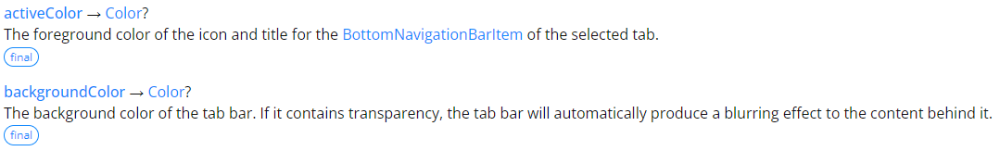 activeColor → Color?
The foreground color of the icon and title for the BottomNavigationBarItem of the selected tab.
final
backgroundColor → Color?
The background color of the tab bar. If it contains transparency, the tab bar will automatically produce a blurring effect to the content behind it.
final